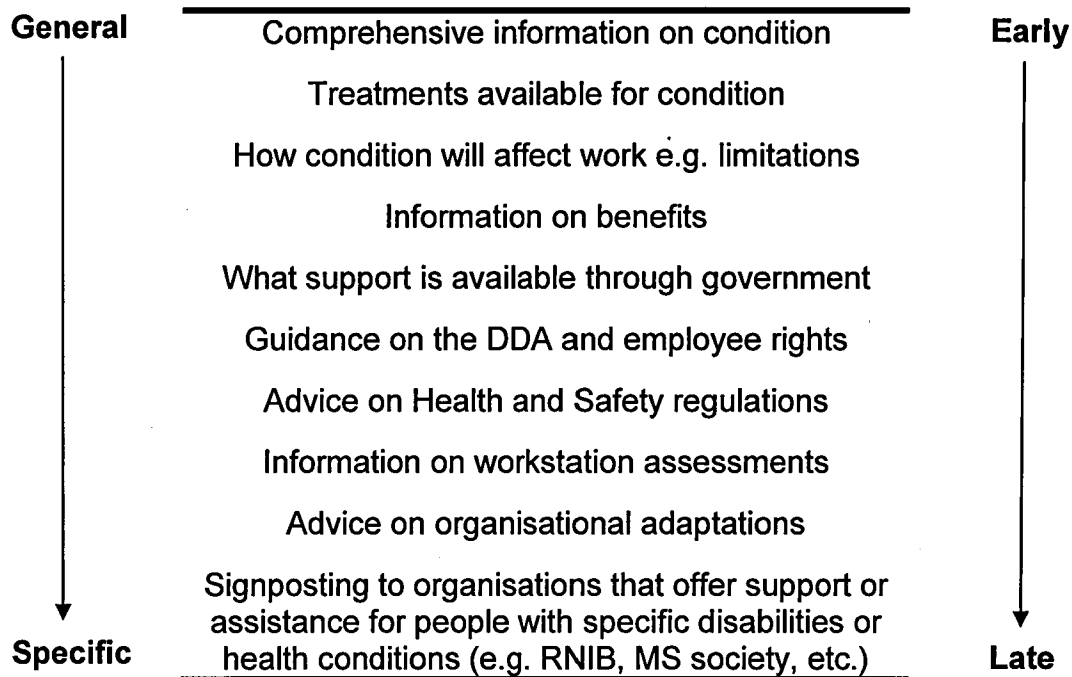 General
Comprehensive information on condition
Early
Treatments available for condition
How condition will affect work e.g. limitations
Information on benefits
What support is available through government
Guidance on the DDA and employee rights
Advice on Health and Safety regulations
Information on workstation assessments
Advice on organisational adaptations
Signposting to organisations that offer support or
assistance for people with specific disabilities or
health conditions (e.g. RNIB, MS society, etc.)
Specific
Late